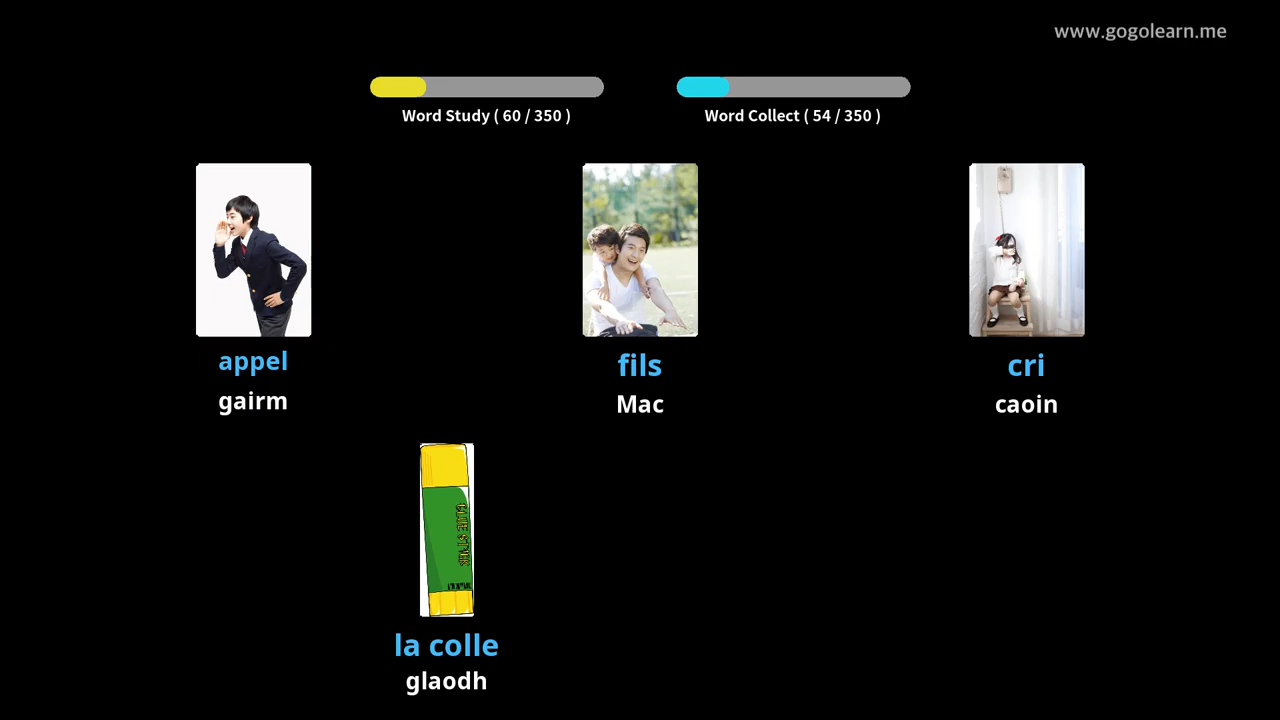 www.gogolearn.me
Word Study ( 60 / 350 )
Word Collect ( 54 / 350 )
appel
gairm
fils
Mac
cri
caoin
la colle
glaodh